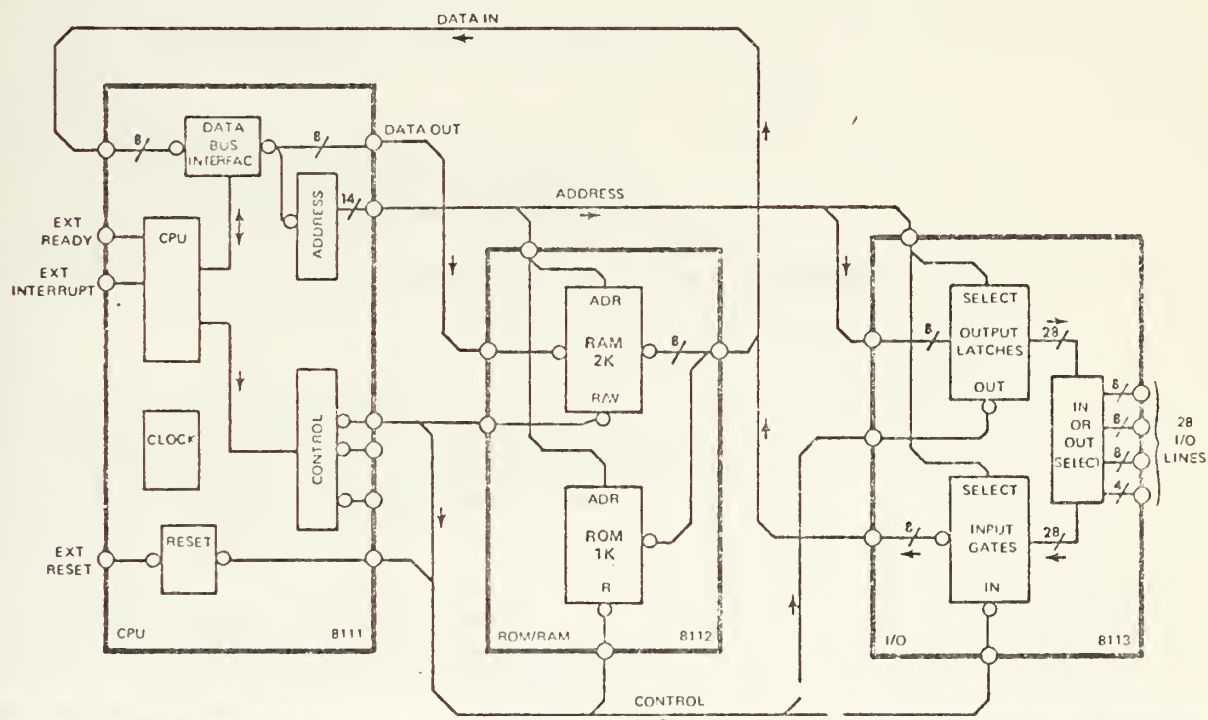 DATA IN
8
DATA
BUS
INTERFAC
8
DATA OUT
ADDRESS
14
ADDRESS
EXT
READY
CPU
EXT
INTERRUPT
CLOCK
CONTROL
EXT
RESET
RESET
CPU
8111
ADR
RAM
2K
R/W
8
ADR
ROM
1K
R
ROM/RAM
8112
SELECT
8
OUTPUT
LATCHES
28
OUT
IN
OR
OUT
SELECT
8
8
8
4
28
I/O
LINES
SELECT
8
INPUT
GATES
28
IN
I/O
8113
CONTROL